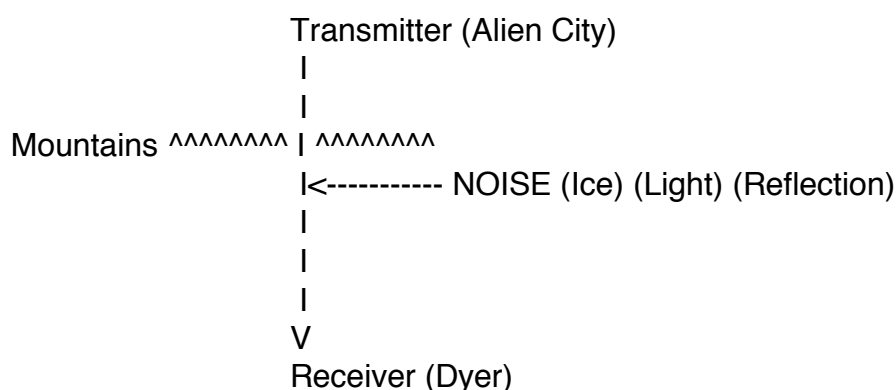 Transmitter (Alien City)
I
I
Mountains ^^^^^^^^ I ^^^^^^^^
I<----------- NOISE (Ice) (Light) (Reflection)
I
I
I
V
Receiver (Dyer)